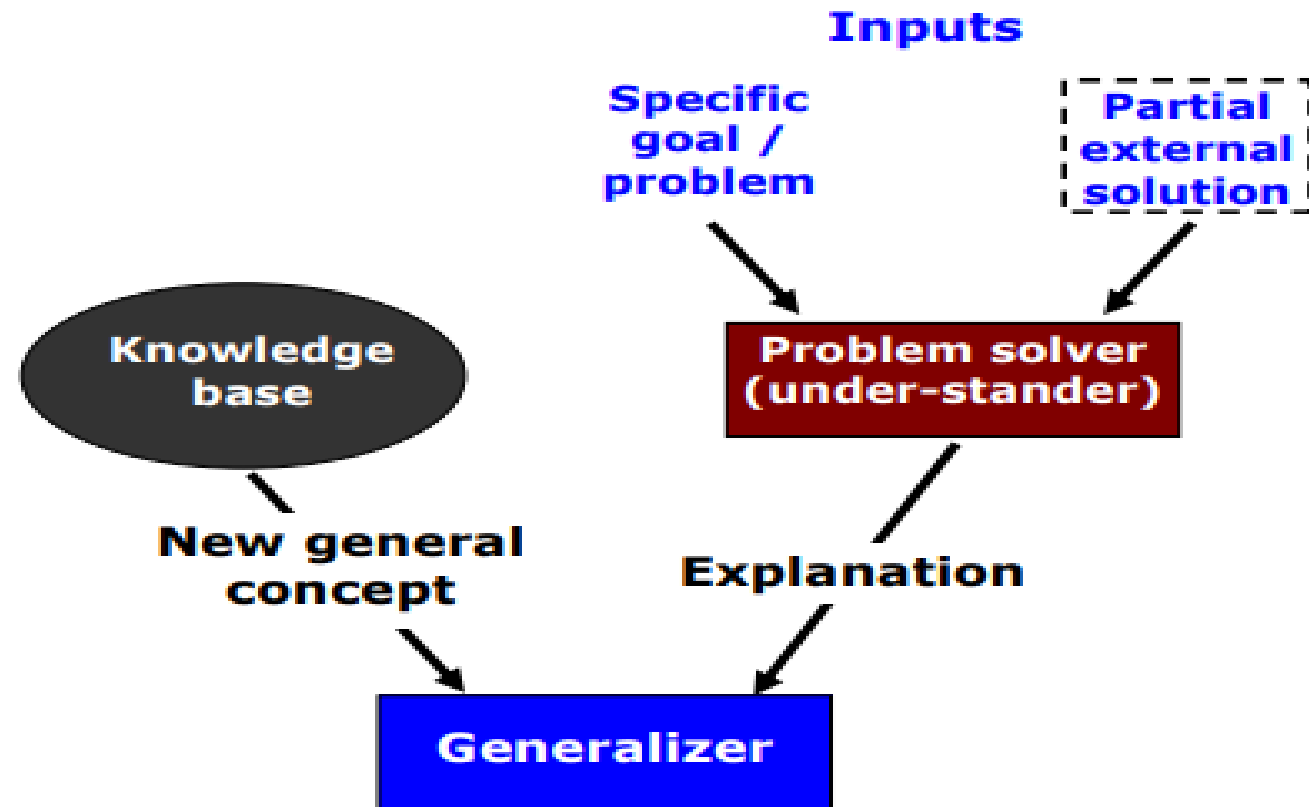 Inputs
Specific
goal /
problem
Partial
external
solution
Knowledge
base
Problem solver
(under-stander)
New general
concept
Explanation
Generalizer